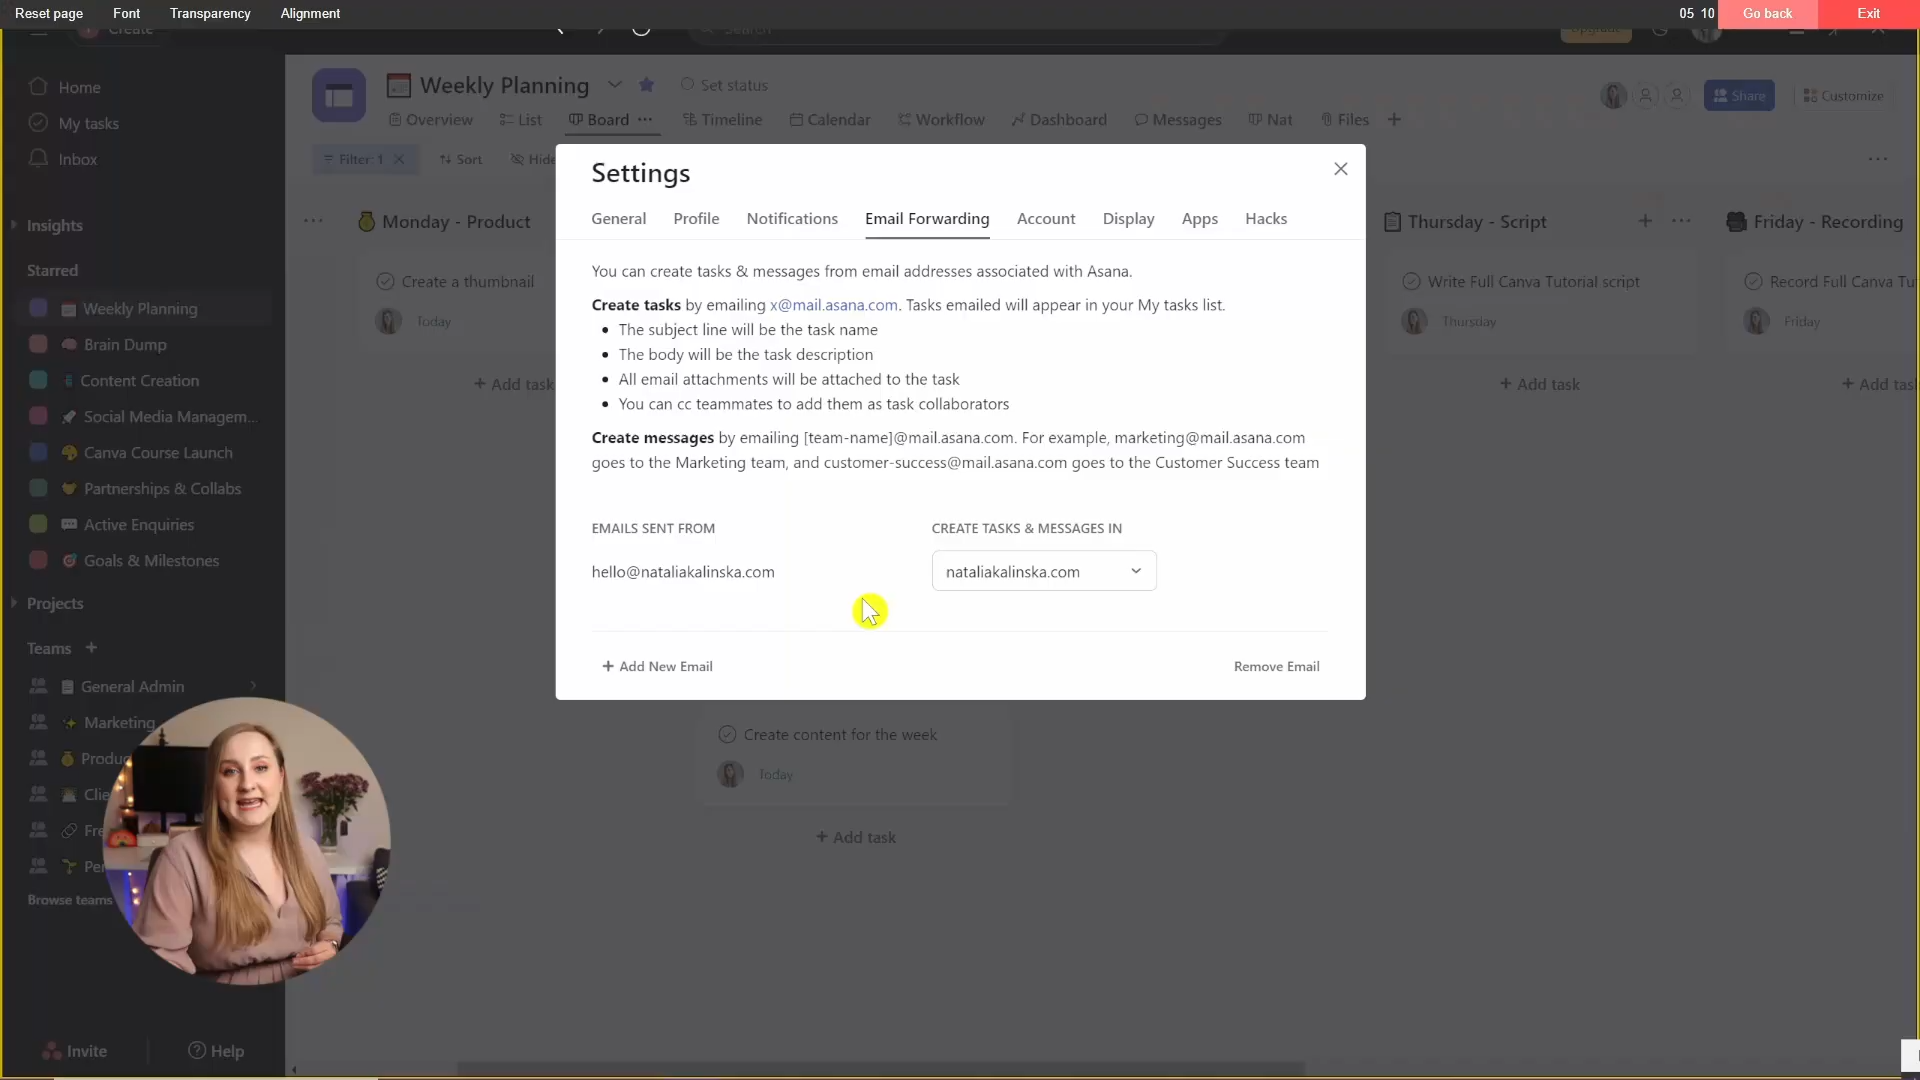 Reset page
Font
Transparency
Alignment
05 10
Go back
Exit
Create
Search
Upgrade
Home
My tasks
Inbox
Insights
Starred
Weekly Planning
Brain Dump
Content Creation
Social Media Managem...
Canva Course Launch
Partnerships & Collabs
Active Enquiries
Goals & Milestones
Projects
Teams +
General Admin
Marketing
Browse teams
Invite
Help
Weekly Planning
Set status
Share
Customize
Overview
List
Board
Timeline
Calendar
Workflow
Dashboard
Messages
Nat
Files
Filter: 1
Sort
Hide
Monday - Product
Create a thumbnail
Today
+ Add task
Thursday - Script
Write Full Canva Tutorial script
Thursday
+ Add task
Friday - Recording
Record Full Canva Tu
Friday
+ Add task
Settings
General
Profile
Notifications
Email Forwarding
Account
Display
Apps
Hacks
You can create tasks & messages from email addresses associated with Asana.
Create tasks by emailing x@mail.asana.com. Tasks emailed will appear in your My tasks list.
• The subject line will be the task name
• The body will be the task description
• All email attachments will be attached to the task
• You can cc teammates to add them as task collaborators
Create messages by emailing [team-name]@mail.asana.com. For example, marketing@mail.asana.com
goes to the Marketing team, and customer-success@mail.asana.com goes to the Customer Success team
EMAILS SENT FROM
CREATE TASKS & MESSAGES IN
hello@nataliakalinska.com
nataliakalinska.com
+ Add New Email
Remove Email
Create content for the week
Today
+ Add task